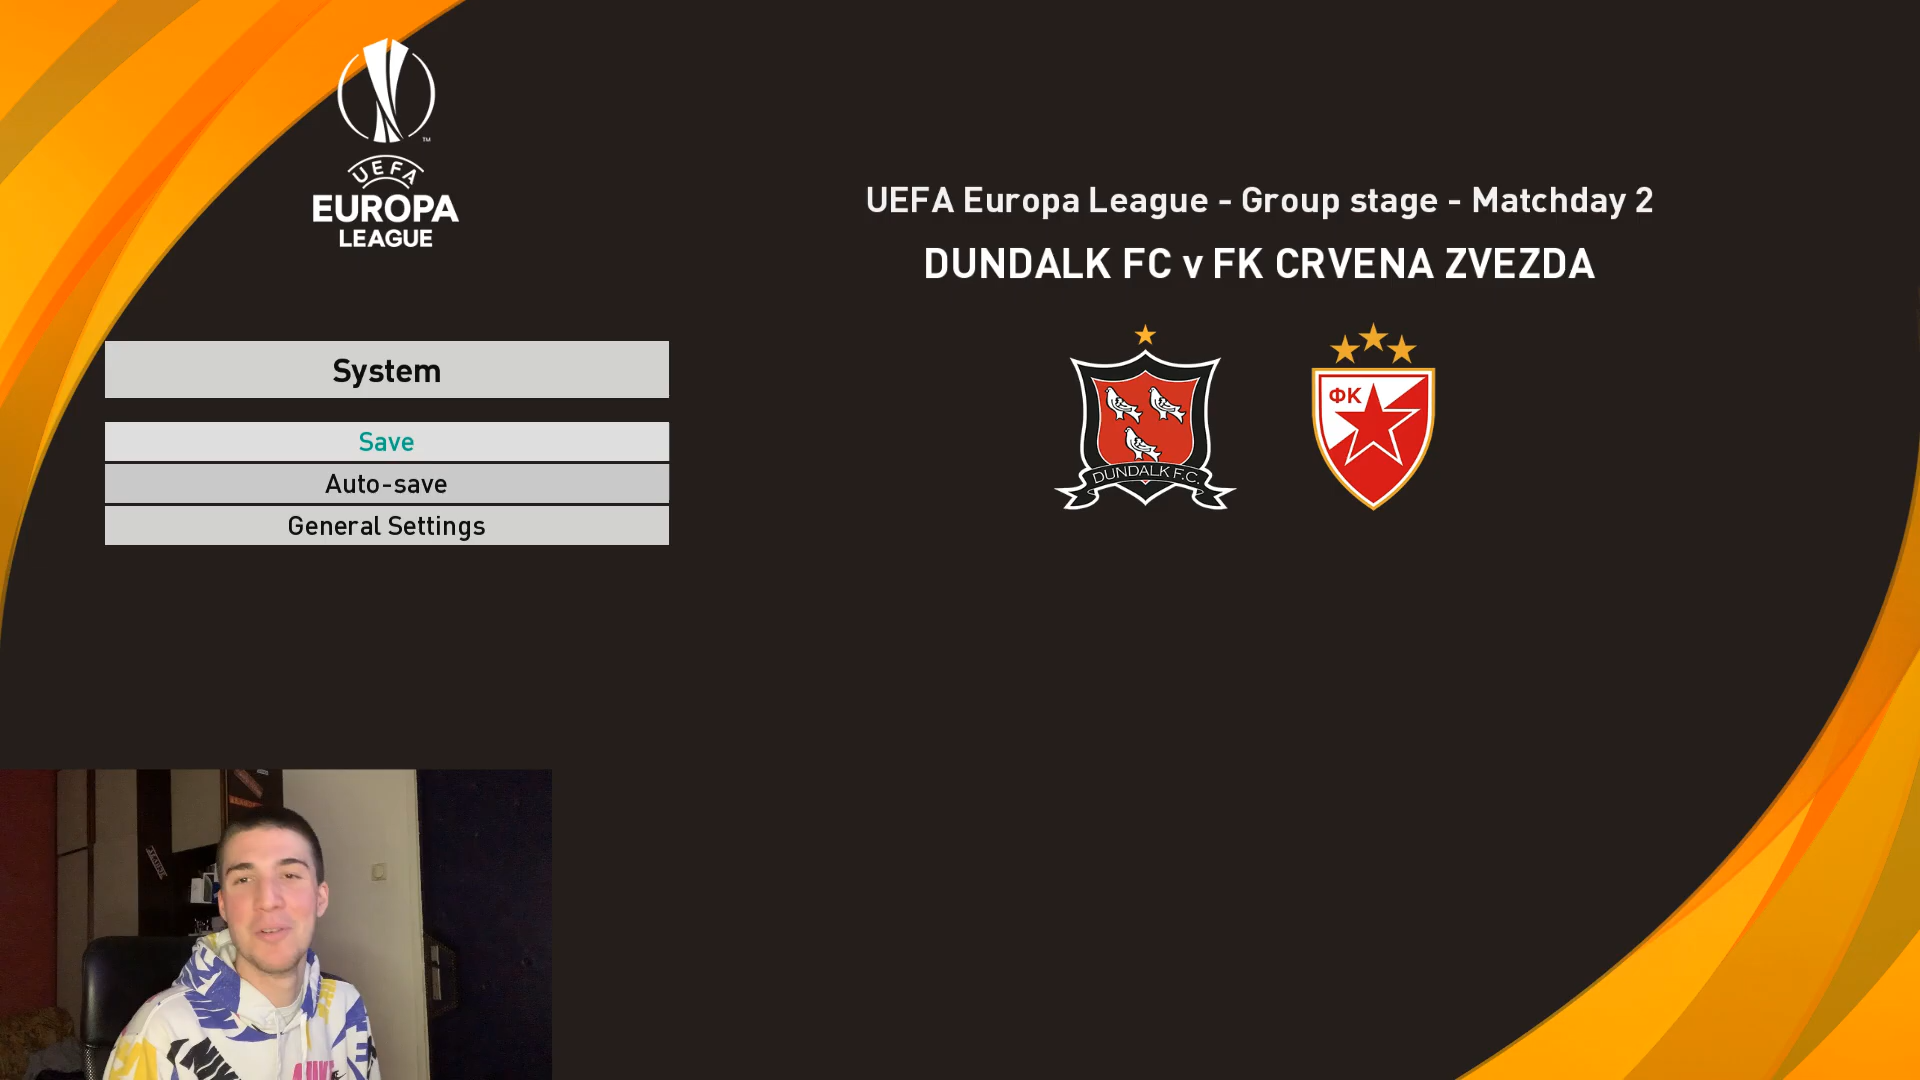 ™
UEFA
EUROPA
LEAGUE
UEFA Europa League - Group stage - Matchday 2
DUNDALK FC v FK CRVENA ZVEZDA
ФК
DUNDALK F.C.
System
Save
Auto-save
General Settings